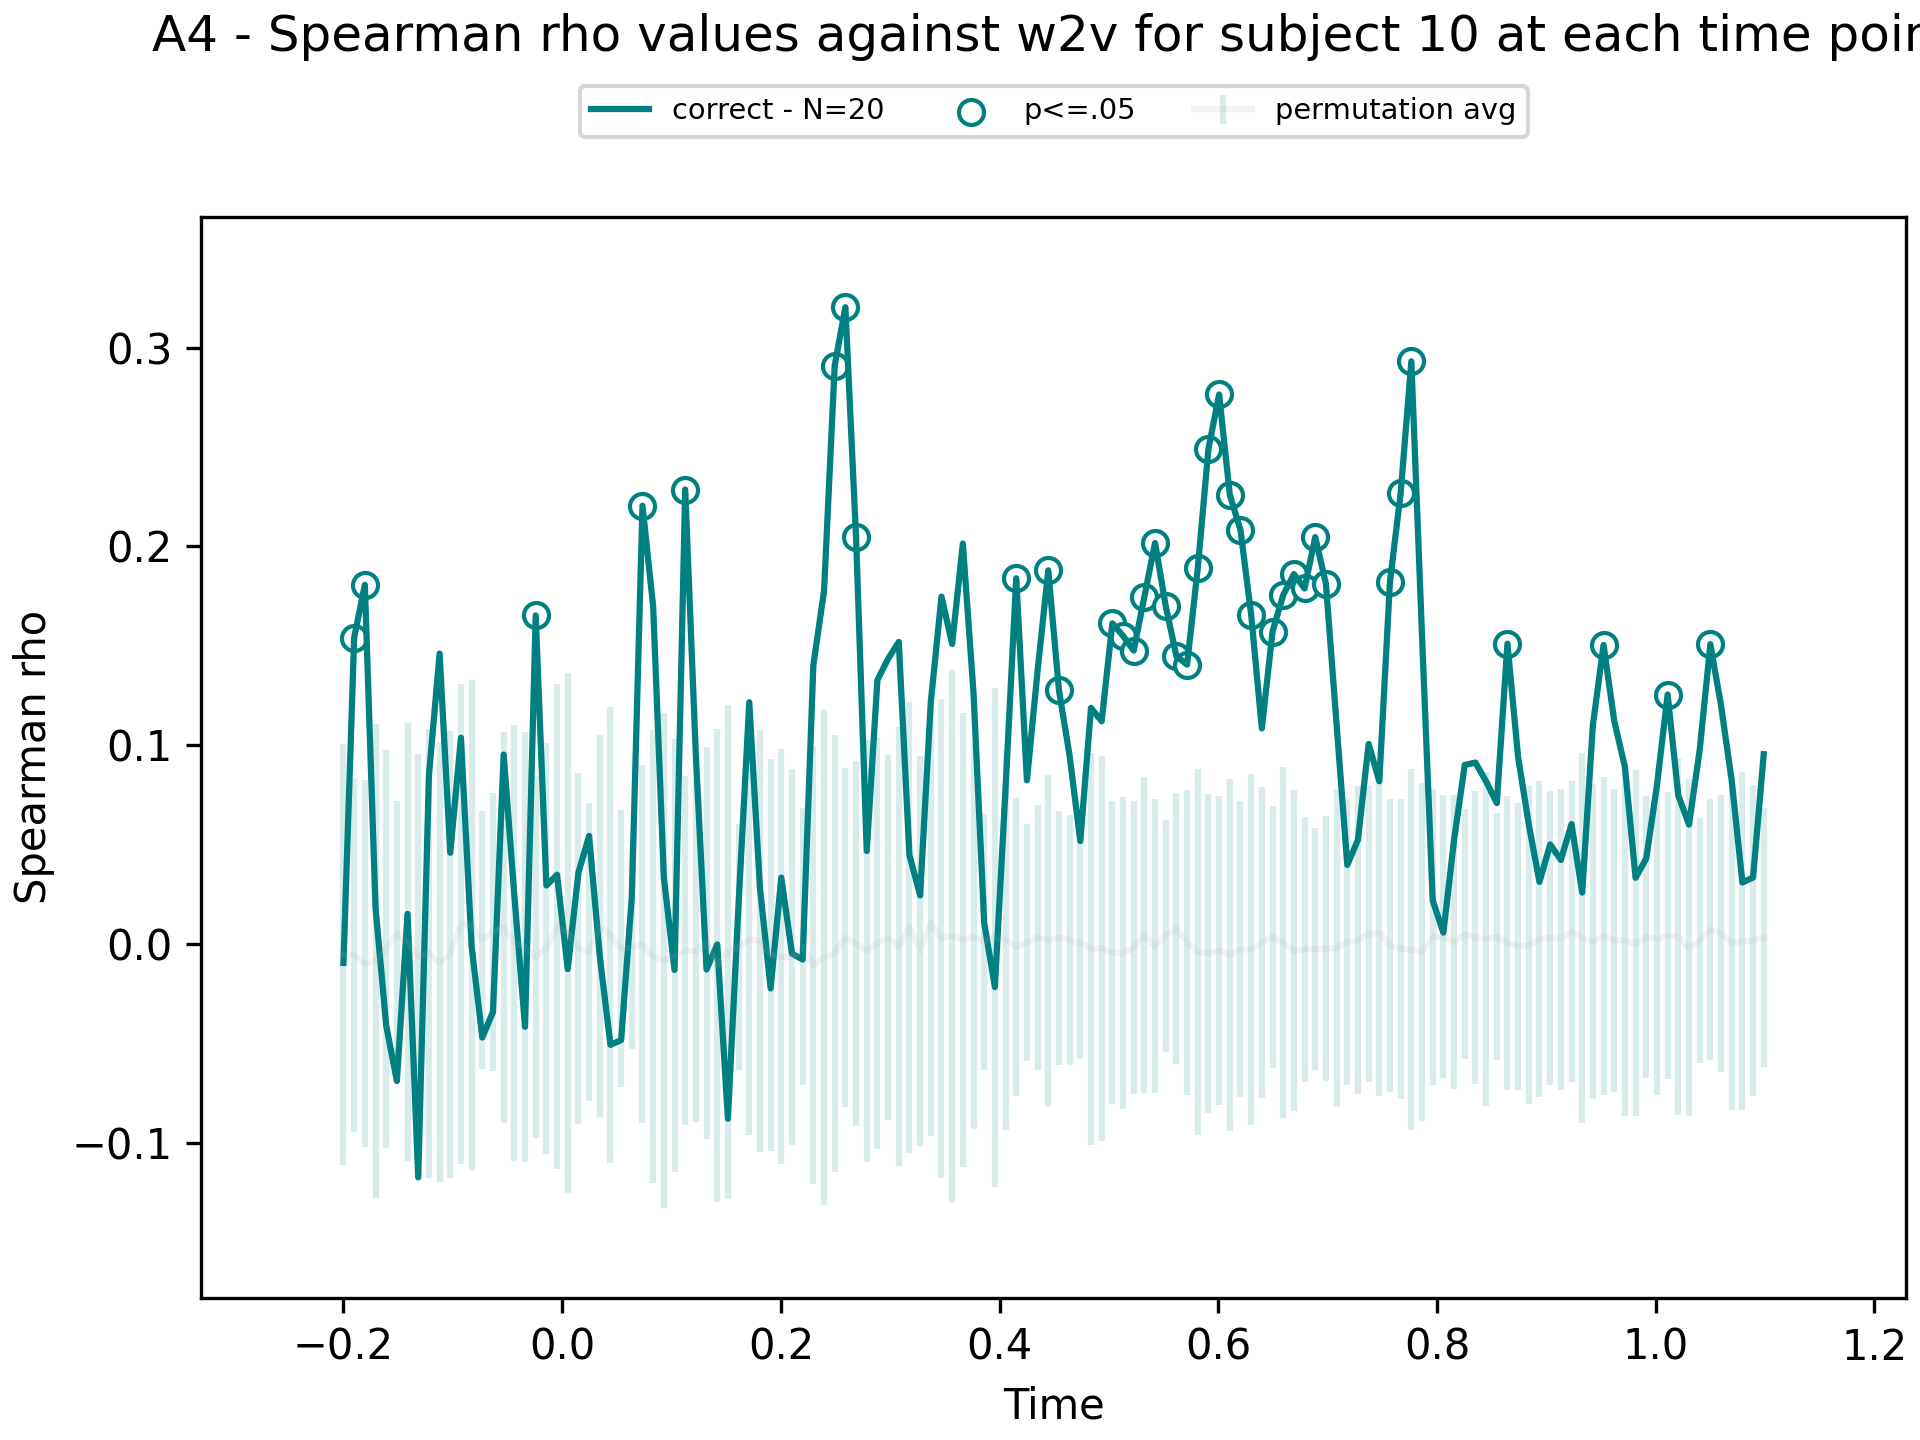 A4 - Spearman rho values against w2v for subject 10 at each time
correct - N=20 p<=.05 permutation avg
Spearman rho
0.3
0.2
0.1
0.0
−0.1
−0.2 0.0 0.2 0.4 0.6 0.8 1.0 1.2
Time